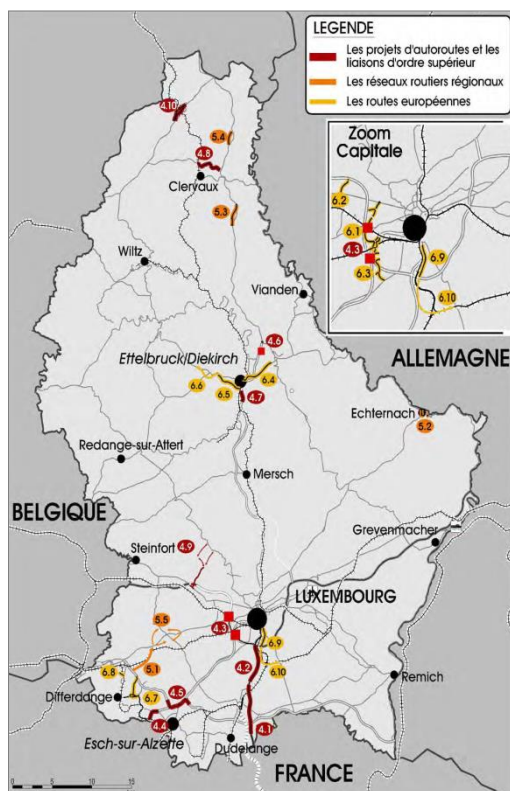 LEGENDE
Les projets d'autoroutes et les
liaisons d'ordre supérieur
Les réseaux routiers régionaux
Les routes européennes
Zoom
Capitale
6.2
6.1
4.3
6.3
6.9
6.10
4.10
5.4
4.8
Clervaux
5.3
Wiltz
Vianden
4.6
Ettelbruck/Diekirch
ALLEMAGNE
6.6
6.5
6.4
4.7
Echternach
5.2
Redange-sur-Attert
Mersch
BELGIQUE
Grevenmacher
Steinfort
4.9
LUXEMBOURG
5.5
4.3
6.9
4.2
6.10
6.8
5.1
Remich
Differdange
6.7
4.5
4.4
4.1
Esch-sur-Alzette
Dudelange
FRANCE
0 5 10 15